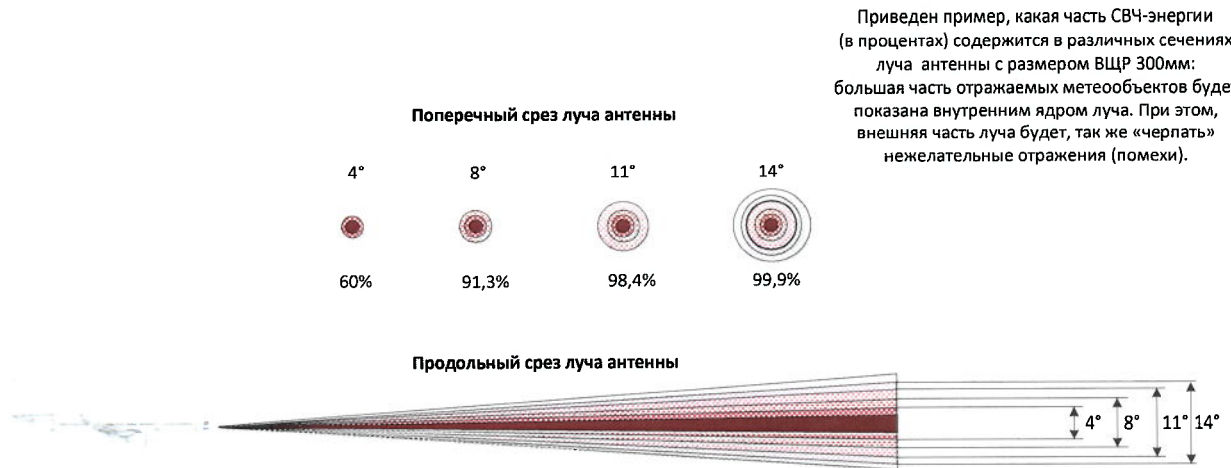 Приведен пример, какая часть СВЧ-энергии
(в процентах) содержится в различных сечениях
луча антенны с размером ВЩР 300мм:
большая часть отражаемых метеообъектов буде
показана внутренним ядром луча. При этом,
внешняя часть луча будет, так же «черпать»
нежелательные отражения (помехи).
Поперечный срез луча антенны
4° 8° 11° 14°
60% 91,3% 98,4% 99,9%
Продольный срез луча антенны
4° 8° 11° 14°